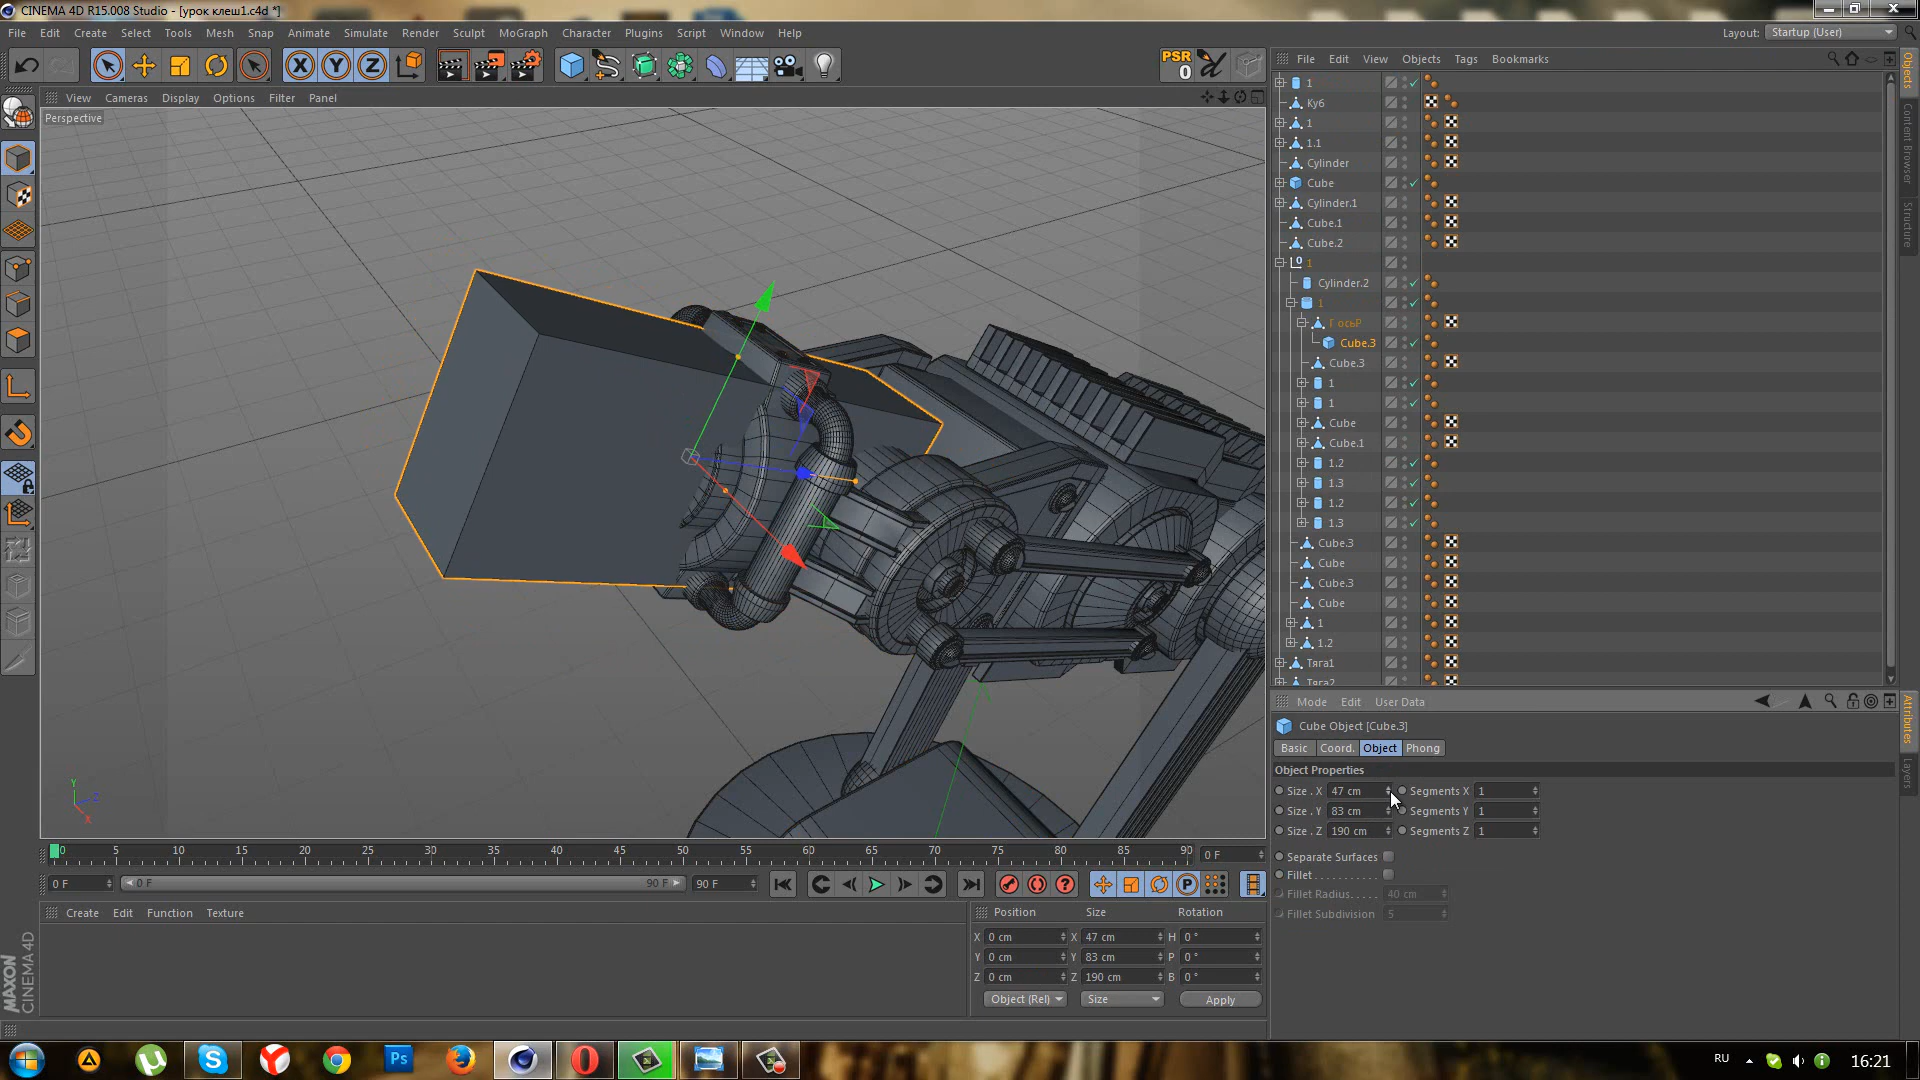 CINEMA 4D R15.008 Studio - [урок клеш1.c4d *]
File Edit Create Select Tools Mesh Snap Animate Simulate Render Sculpt MoGraph Character Plugins Script Window Help
Layout: Startup (User)
PSR
0
File Edit View Objects Tags Bookmarks
View Cameras Display Options Filter Panel
Perspective
1
Куб
1
1.1
Cylinder
Cube
Cylinder.1
Cube.1
Cube.2
1
Cylinder.2
1
Cube.3
Cube.3
1
1
Cube
Cube.1
1.2
1.3
1.2
1.3
Cube.3
Cube
Cube.3
Cube
1
1.2
Тяга1
Тяга2
Objects
Content Browser
Structure
Mode Edit User Data
Cube Object [Cube.3]
Basic Coord. Object Phong
Object Properties
Size . X 47 cm Segments X 1
Size . Y 83 cm Segments Y 1
Size . Z 190 cm Segments Z 1
Separate Surfaces
Fillet
Fillet Radius 40 cm
Fillet Subdivision 5
Attributes
Layers
Y
Z
X
0 5 10 15 20 25 30 35 40 45 50 55 60 65 70 75 80 85 90
0 F
0 F 0 F 90 F 90 F
Create Edit Function Texture
Position Size Rotation
X 0 cm X 47 cm H 0 °
Y 0 cm Y 83 cm P 0 °
Z 0 cm Z 190 cm B 0 °
Object (Rel) Size Apply
MAXON
CINEMA 4D
Ps
RU 16:21